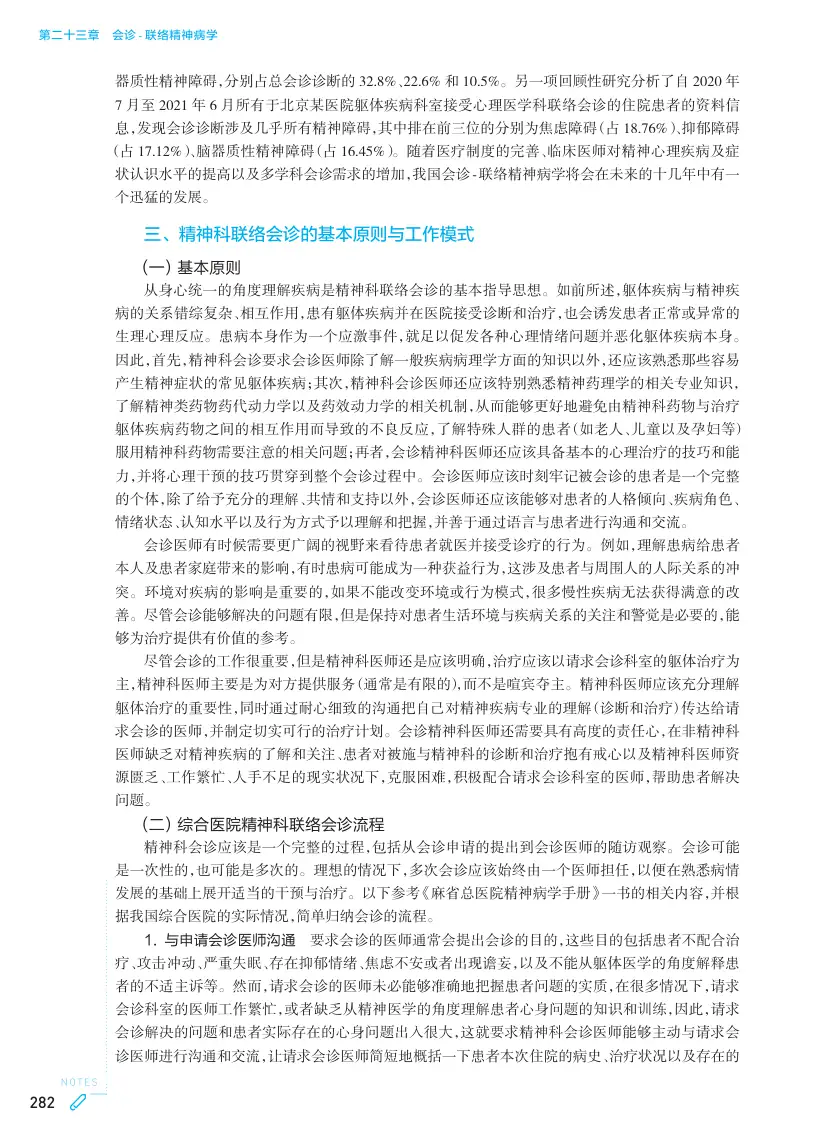 第二十三章 会诊-联络精神病学
器质性精神障碍,分别占总会诊诊断的 32.8%、22.6% 和 10.5%。另一项回顾性研究分析了自 2020 年
7 月至 2021 年 6 月所有于北京某医院躯体疾病科室接受心理医学科联络会诊的住院患者的资料信
息,发现会诊诊断涉及几乎所有精神障碍,其中排在前三位的分别为焦虑障碍(占 18.76%)、抑郁障碍
(占 17.12%)、脑器质性精神障碍(占 16.45%)。随着医疗制度的完善、临床医师对精神心理疾病及症
状认识水平的提高以及多学科会诊需求的增加,我国会诊-联络精神病学将会在未来的十几年中有一
个迅猛的发展。
三、精神科联络会诊的基本原则与工作模式
(一)基本原则
从身心统一的角度理解疾病是精神科联络会诊的基本指导思想。如前所述,躯体疾病与精神疾
病的关系错综复杂、相互作用,患有躯体疾病并在医院接受诊断和治疗,也会诱发患者正常或异常的
生理心理反应。患病本身作为一个应激事件,就足以促发各种心理情绪问题并恶化躯体疾病本身。
因此,首先,精神科会诊要求会诊医师除了解一般疾病病理学方面的知识以外,还应该熟悉那些容易
产生精神症状的常见躯体疾病;其次,精神科会诊医师还应该特别熟悉精神药理学的相关专业知识,
了解精神类药物药代动力学以及药效动力学的相关机制,从而能够更好地避免由精神科药物与治疗
躯体疾病药物之间的相互作用而导致的不良反应,了解特殊人群的患者(如老人、儿童以及孕妇等)
服用精神科药物需要注意的相关问题;再者,会诊精神科医师还应该具备基本的心理治疗的技巧和能
力,并将心理干预的技巧贯穿到整个会诊过程中。会诊医师应该时刻牢记被会诊的患者是一个完整
的个体,除了给予充分的理解、共情和支持以外,会诊医师还应该能够对患者的人格倾向、疾病角色、
情绪状态、认知水平以及行为方式予以理解和把握,并善于通过语言与患者进行沟通和交流。
会诊医师有时候需要更广阔的视野来看待患者就医并接受诊疗的行为。例如,理解患病给患者
本人及患者家庭带来的影响,有时患病可能成为一种获益行为,这涉及患者与周围人的人际关系的冲
突。环境对疾病的影响是重要的,如果不能改变环境或行为模式,很多慢性疾病无法获得满意的改
善。尽管会诊能够解决的问题有限,但是保持对患者生活环境与疾病关系的关注和警觉是必要的,能
够为治疗提供有价值的参考。
尽管会诊的工作很重要,但是精神科医师还是应该明确,治疗应该以请求会诊科室的躯体治疗为
主,精神科医师主要是为对方提供服务(通常是有限的),而不是喧宾夺主。精神科医师应该充分理解
躯体治疗的重要性,同时通过耐心细致的沟通把自己对精神疾病专业的理解(诊断和治疗)传达给请
求会诊的医师,并制定切实可行的治疗计划。会诊精神科医师还需要具有高度的责任心,在非精神科
医师缺乏对精神疾病的了解和关注、患者对被施与精神科的诊断和治疗抱有戒心以及精神科医师资
源匮乏、工作繁忙、人手不足的现实状况下,克服困难,积极配合请求会诊科室的医师,帮助患者解决
问题。
(二)综合医院精神科联络会诊流程
精神科会诊应该是一个完整的过程,包括从会诊申请的提出到会诊医师的随访观察。会诊可能
是一次性的,也可能是多次的。理想的情况下,多次会诊应该始终由一个医师担任,以便在熟悉病情
发展的基础上展开适当的干预与治疗。以下参考《麻省总医院精神病学手册》一书的相关内容,并根
据我国综合医院的实际情况,简单归纳会诊的流程。
1. 与申请会诊医师沟通 要求会诊的医师通常会提出会诊的目的,这些目的包括患者不配合治
疗、攻击冲动、严重失眠、存在抑郁情绪、焦虑不安或者出现谵妄,以及不能从躯体医学的角度解释患
者的不适主诉等。然而,请求会诊的医师未必能够准确地把握患者问题的实质,在很多情况下,请求
会诊科室的医师工作繁忙,或者缺乏从精神医学的角度理解患者心身问题的知识和训练,因此,请求
会诊解决的问题和患者实际存在的心身问题出入很大,这就要求精神科会诊医师能够主动与请求会
诊医师进行沟通和交流,让请求会诊医师简短地概括一下患者本次住院的病史、治疗状况以及存在的
NOTES
282